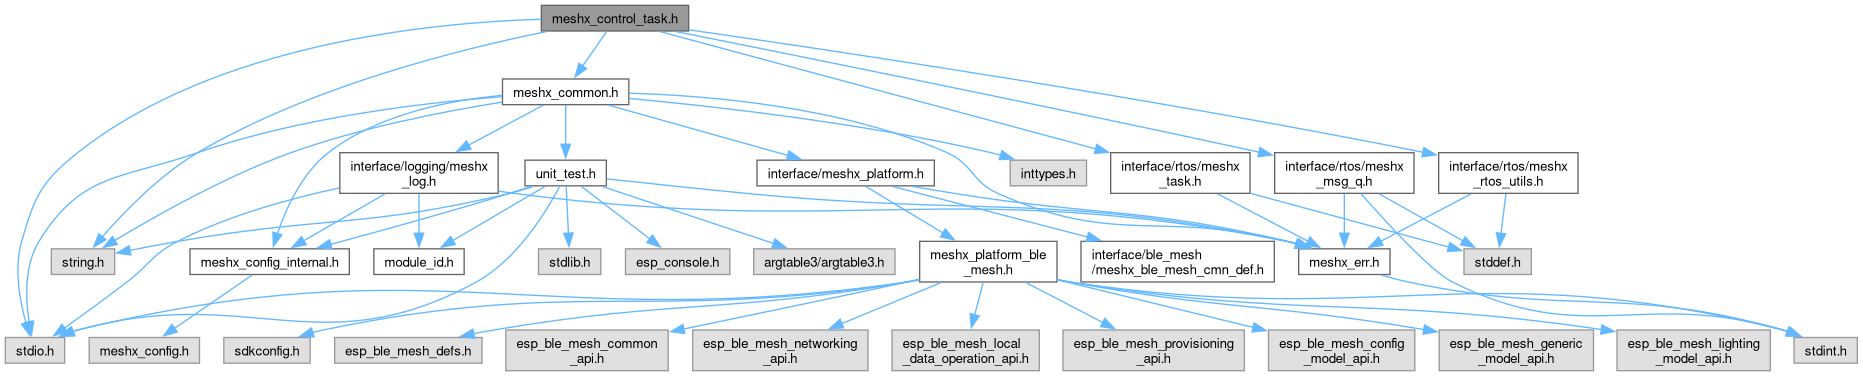 meshx_control_task.h
meshx_common.h
interface/logging/meshx
_log.h
unit_test.h
interface/meshx_platform.h
inttypes.h
interface/rtos/meshx
_task.h
interface/rtos/meshx
_msg_q.h
interface/rtos/meshx
_rtos_utils.h
string.h
meshx_config_internal.h
module_id.h
stdlib.h
esp_console.h
argtable3/argtable3.h
meshx_platform_ble
_mesh.h
interface/ble_mesh
/meshx_ble_mesh_cmn_def.h
meshx_err.h
stddef.h
stdio.h
meshx_config.h
sdkconfig.h
esp_ble_mesh_defs.h
esp_ble_mesh_common
_api.h
esp_ble_mesh_networking
_api.h
esp_ble_mesh_local
_data_operation_api.h
esp_ble_mesh_provisioning
_api.h
esp_ble_mesh_config
_model_api.h
esp_ble_mesh_generic
_model_api.h
esp_ble_mesh_lighting
_model_api.h
stdint.h